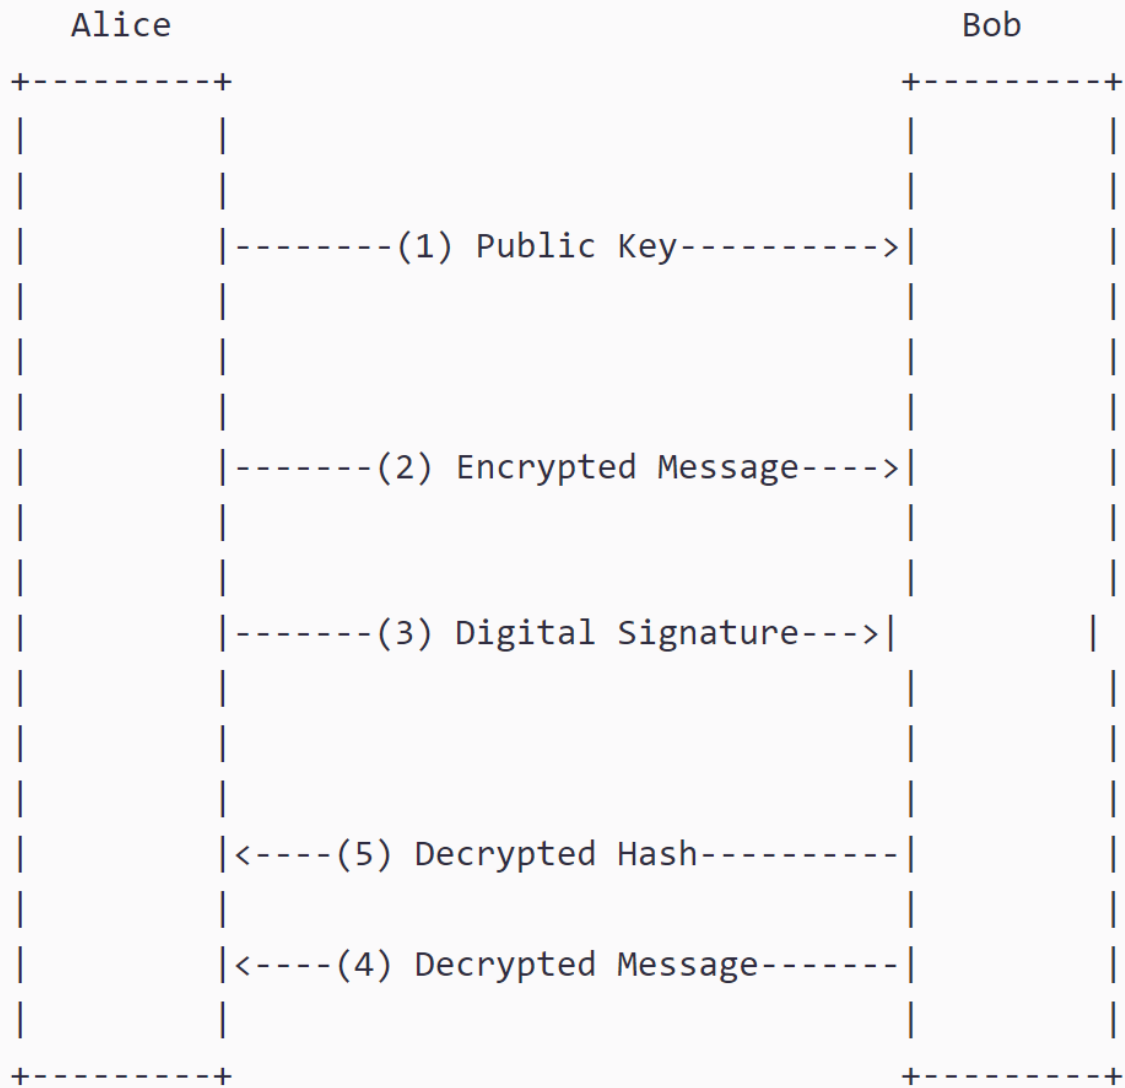 Alice Bob
+---------+ +---------+
| | | |
| | | |
| |--------(1) Public Key---------->| |
| | | |
| | | |
| | | |
| |-------(2) Encrypted Message---->| |
| | | |
| | | |
| |-------(3) Digital Signature--->| |
| | | |
| | | |
| | | |
| |<----(5) Decrypted Hash----------| |
| | | |
| |<----(4) Decrypted Message-------| |
| | | |
+---------+ +---------+